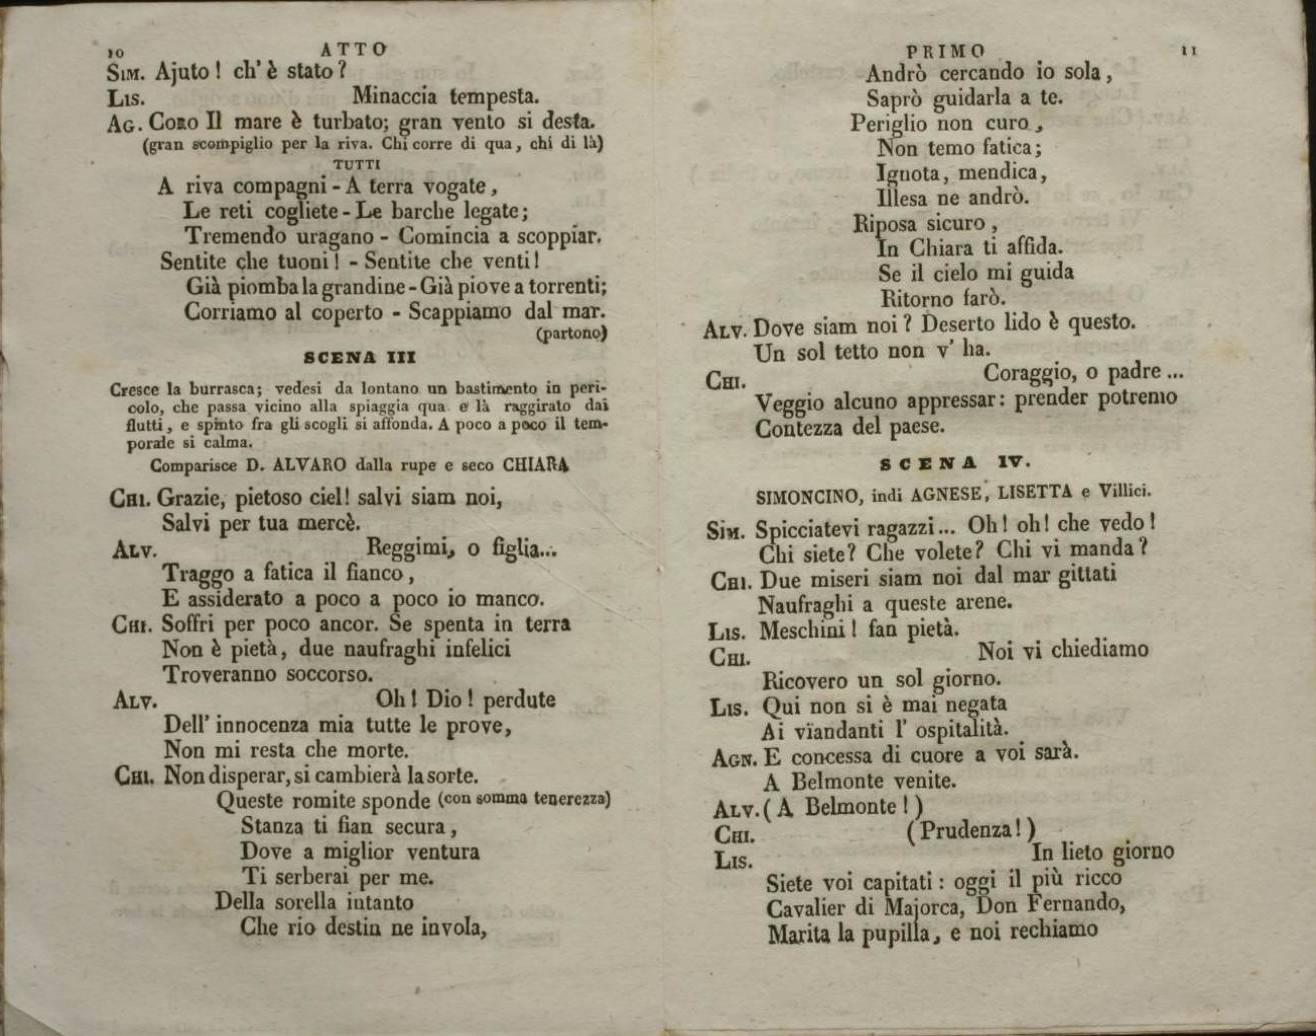 10 ATTO
SIM. Ajuto! ch' è stato?
LIS. Minaccia tempesta.
AG. CORO Il mare è turbato; gran vento si desta.
(gran scompiglio per la riva. Chi corre di qua, chi di là)
TUTTI
A riva compagni - A terra vogate,
Le reti cogliete - Le barche legate;
Tremendo uragano - Comincia a scoppiar.
Sentite che tuoni! - Sentite che venti!
Già piomba la grandine - Già piove a torrenti;
Corriamo al coperto - Scappiamo dal mar.
(partono)
SCENA III
Cresce la burrasca; vedesi da lontano un bastimento in peri-
colo, che passa vicino alla spiaggia qua e là raggirato dai
flutti, e spinto fra gli scogli si affonda. A poco a poco il tem-
porale si calma.
Comparisce D. ALVARO dalla rupe e seco CHIARA
CHI. Grazie, pietoso ciel! salvi siam noi,
Salvi per tua mercè.
ALV. Reggimi, o figlia...
Traggo a fatica il fianco,
E assiderato a poco a poco io manco.
CHI. Soffri per poco ancor. Se spenta in terra
Non è pietà, due naufraghi infelici
Troveranno soccorso.
ALV. Oh! Dio! perdute
Dell' innocenza mia tutte le prove,
Non mi resta che morte.
CHI. Non disperar, si cambierà la sorte.
Queste romite sponde (con somma tenerezza)
Stanza ti fian secura,
Dove a miglior ventura
Ti serberai per me.
Della sorella intanto
Che rio destin ne invola,
PRIMO 11
Andrò cercando io sola,
Saprò guidarla a te.
Periglio non curo,
Non temo fatica;
Ignota, mendica,
Illesa ne andrò.
Riposa sicuro,
In Chiara ti affida.
Se il cielo mi guida
Ritorno farò.
ALV. Dove siam noi? Deserto lido è questo.
Un sol tetto non v' ha.
CHI. Coraggio, o padre...
Veggio alcuno appressar: prender potremo
Contezza del paese.
SCENA IV.
SIMONCINO, indi AGNESE, LISETTA e Villici.
SIM. Spicciatevi ragazzi... Oh! oh! che vedo!
Chi siete? Che volete? Chi vi manda?
CHI. Due miseri siam noi dal mar gittati
Naufraghi a queste arene.
LIS. Meschini! fan pietà.
CHI. Noi vi chiediamo
Ricovero un sol giorno.
LIS. Qui non si è mai negata
Ai vïandanti l' ospitalità.
AGN. E concessa di cuore a voi sarà.
A Belmonte venite.
ALV. (A Belmonte!)
CHI. (Prudenza!)
LIS. In lieto giorno
Siete voi capitati: oggi il più ricco
Cavalier di Majorca, Don Fernando,
Marita la pupilla, e noi rechiamo